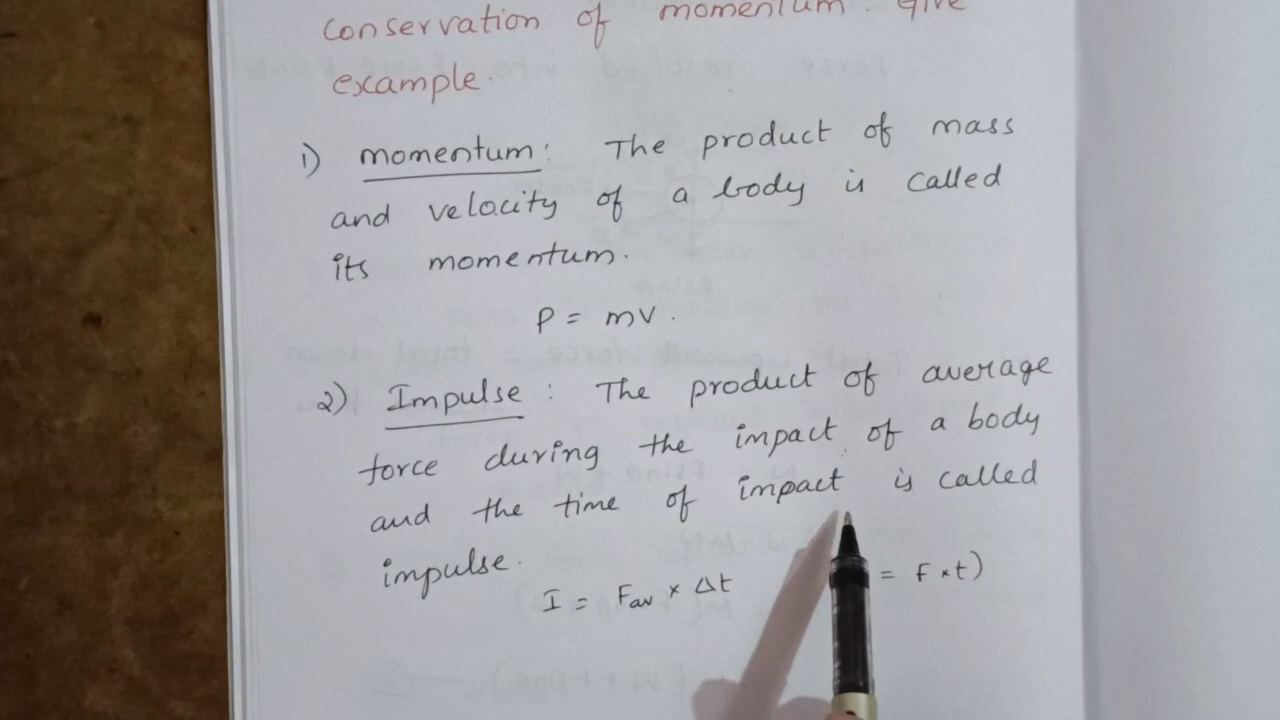 conservation of momentum. Give
example.
1) momentum: The product of mass
and velocity of a body is called
its momentum.
P = mv.
2) Impulse: The product of average
force during the impact of a body
and the time of impact is called
impulse.
I = Fav × Δt = F×t)